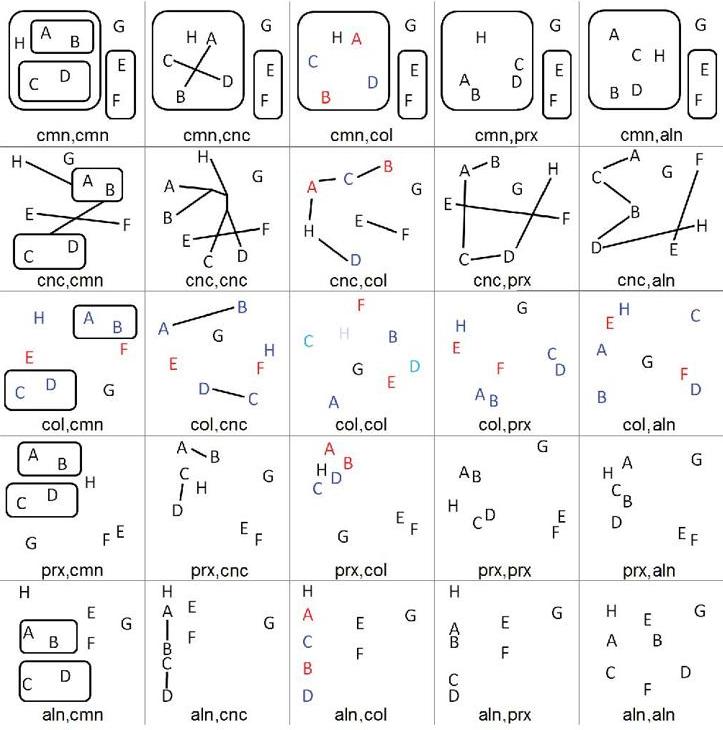 H A B
C D
G
E
F
cmn,cmn
H A
C
D
B
G
E
F
cmn,cnc
H A
C
D
B
G
E
F
cmn,col
H
C
A D
B
G
E
F
cmn,prx
A
C H
B D
G
E
F
cmn,aln
H G
A B
E F
C D
cnc,cmn
H
A G
B
E F
C D
cnc,cnc
B
A C G
H E F
D
cnc,col
A B H
G
E F
C D
cnc,prx
A F
C G
B
H
D E
cnc,aln
H A B
E F
C D G
col,cmn
B
A G
H
E F
D C
col,cnc
F
C H B
G D
E
A
col,col
G
H
E C
F D
A B
col,prx
H C
E
A G
F
B D
col,aln
A B
H
C D
G F E
prx,cmn
A B
C H G
D E
F
prx,cnc
A
B
H D
C
E
G F
prx,col
G
A B
H
C D E
F
prx,prx
A G
H
C
B
D E F
prx,aln
H
E
A B F G
C D
aln,cmn
H
A E
G
F
B
C
D
aln,cnc
H
A E G
C F
B
D
aln,col
H
A E G
B F
C
D
aln,prx
H E G
A B
C D
F
aln,aln